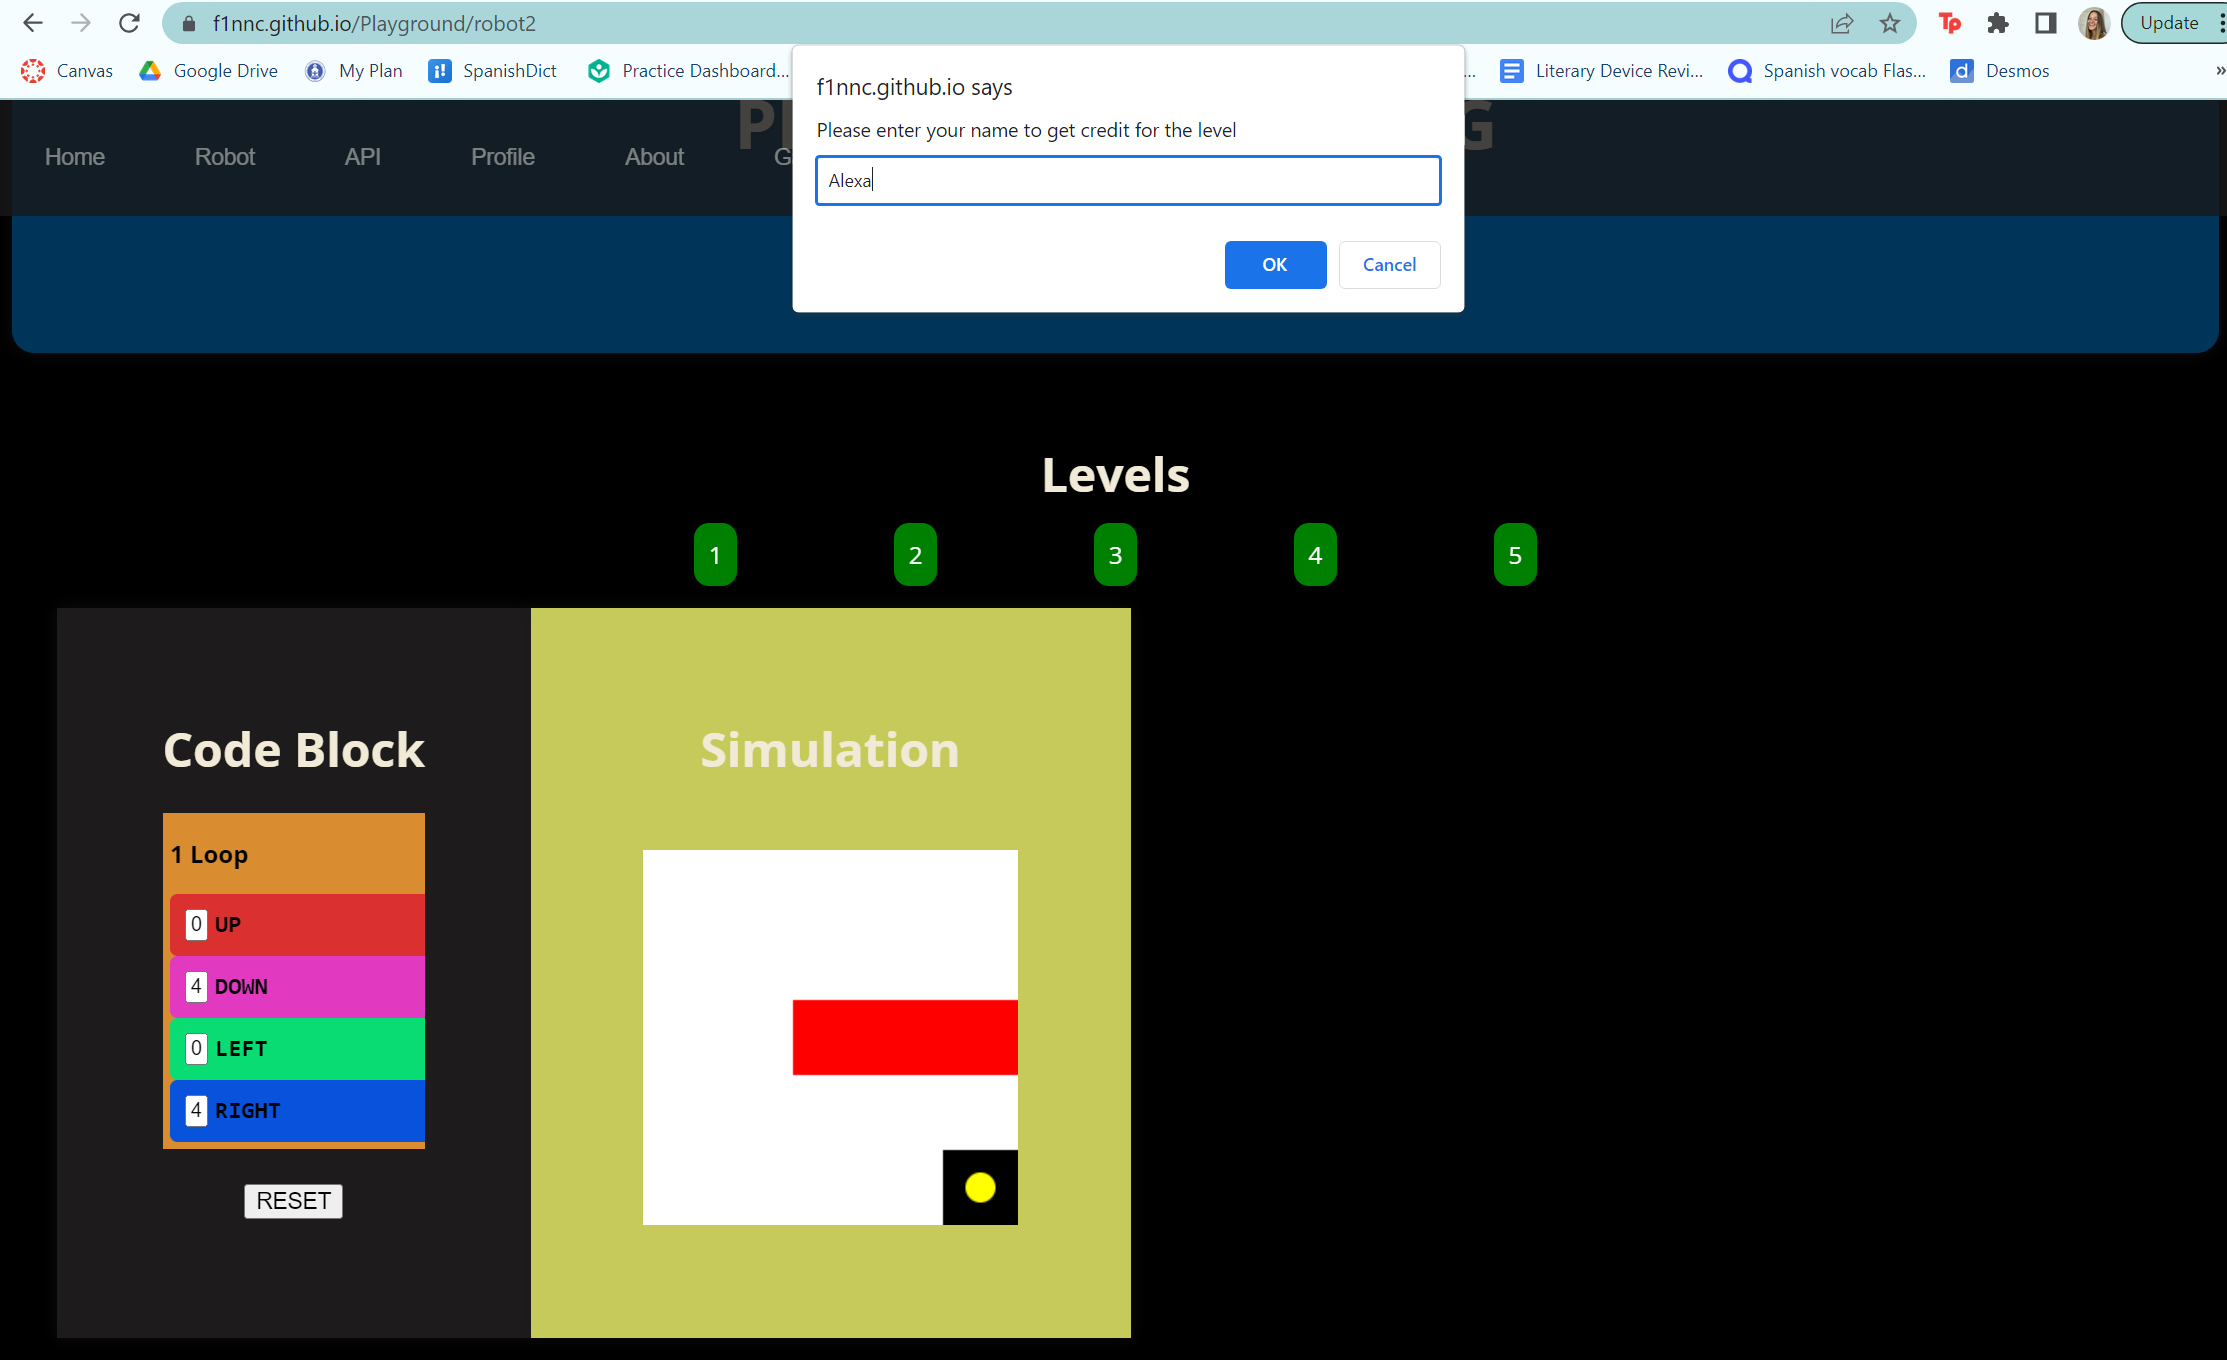 f1nnc.github.io/Playground/robot2
Update
Canvas
Google Drive
My Plan
SpanishDict
Practice Dashboard...
...
Literary Device Revi...
Spanish vocab Flas...
Desmos
»
f1nnc.github.io says
Please enter your name to get credit for the level
Alexa
OK
Cancel
Home
Robot
API
Profile
About
Levels
1
2
3
4
5
Code Block
1 Loop
0 UP
4 DOWN
0 LEFT
4 RIGHT
RESET
Simulation